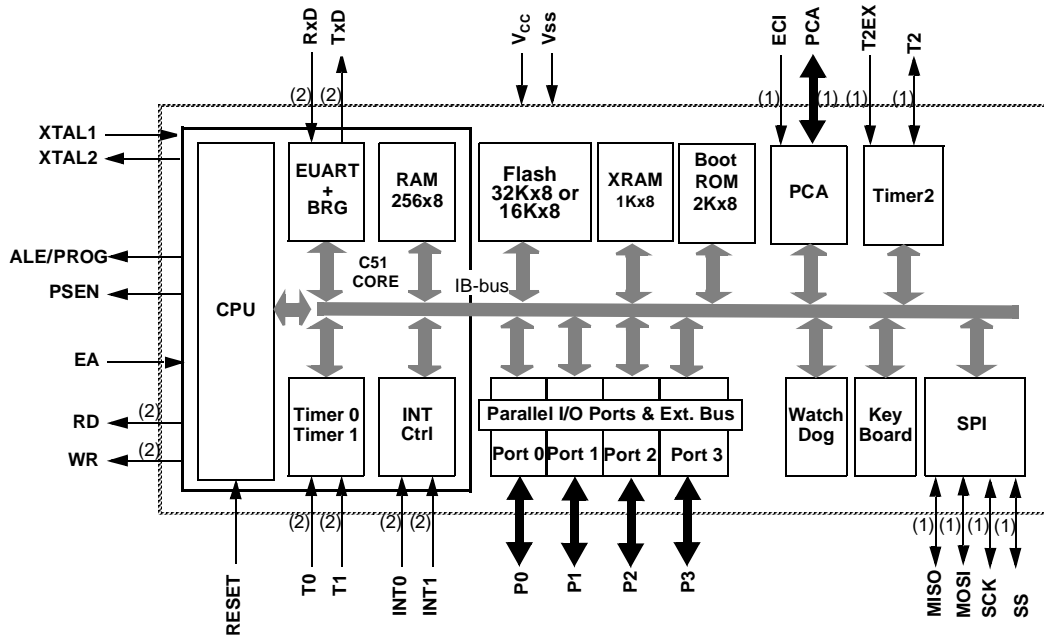 RxD
TxD
VCC
Vss
ECI
PCA
T2EX
T2
(2)
(2)
(1)
(1)
(1)
(1)
XTAL1
XTAL2
ALE/PROG
PSEN
EA
RD
(2)
WR
(2)
CPU
EUART
+
BRG
RAM
256x8
C51
CORE
IB-bus
Flash
32Kx8 or
16Kx8
XRAM
1Kx8
Boot
ROM
2Kx8
PCA
Timer2
Timer 0
Timer 1
INT
Ctrl
Parallel I/O Ports & Ext. Bus
Port 0
Port 1
Port 2
Port 3
Watch
Dog
Key
Board
SPI
(2)
(2)
(2)
(2)
(1)
(1)
(1)
(1)
RESET
T0
T1
INT0
INT1
P0
P1
P2
P3
MISO
MOSI
SCK
SS